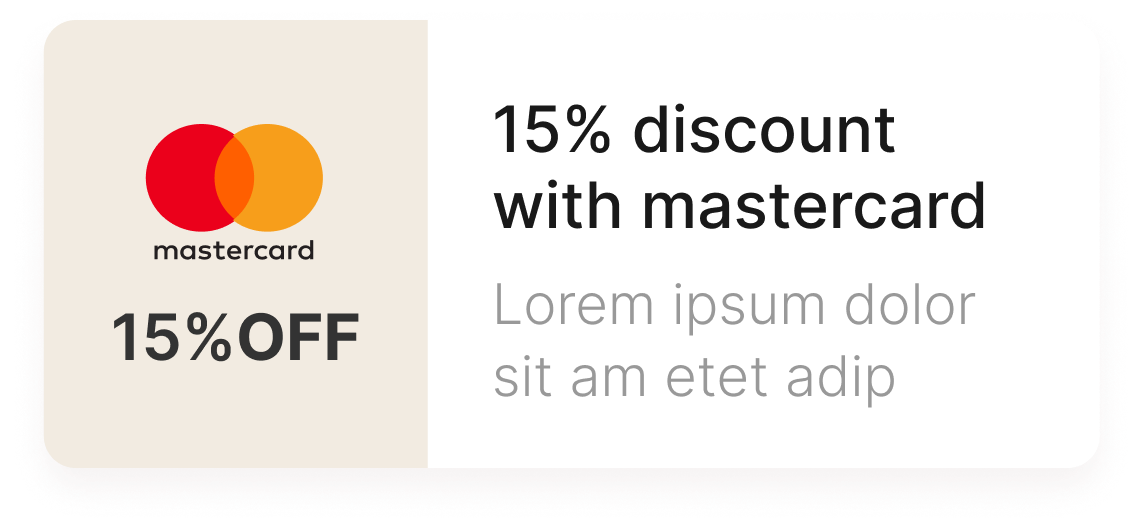 mastercard
15%OFF
15% discount
with mastercard
Lorem ipsum dolor
sit am etet adip